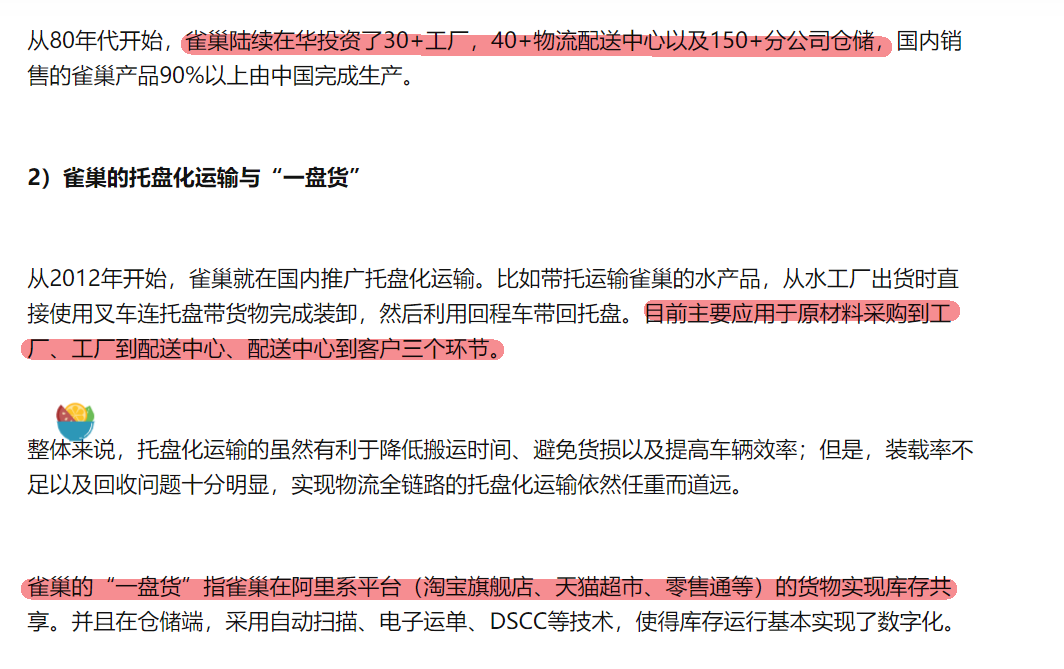 从80年代开始，雀巢陆续在华投资了30+工厂，40+物流配送中心以及150+分公司仓储，国内销
售的雀巢产品90%以上由中国完成生产。
2）雀巢的托盘化运输与“一盘货”
从2012年开始，雀巢就在国内推广托盘化运输。比如带托运输雀巢的水产品，从水工厂出货时直
接使用叉车连托盘带货物完成装卸，然后利用回程车带回托盘。目前主要应用于原材料采购到工
厂、工厂到配送中心、配送中心到客户三个环节。
整体来说，托盘化运输的虽然有利于降低搬运时间、避免货损以及提高车辆效率；但是，装载率不
足以及回收问题十分明显，实现物流全链路的托盘化运输依然任重而道远。
雀巢的“一盘货”指雀巢在阿里系平台（淘宝旗舰店、天猫超市、零售通等）的货物实现库存共
享。并且在仓储端，采用自动扫描、电子运单、DSCC等技术，使得库存运行基本实现了数字化。